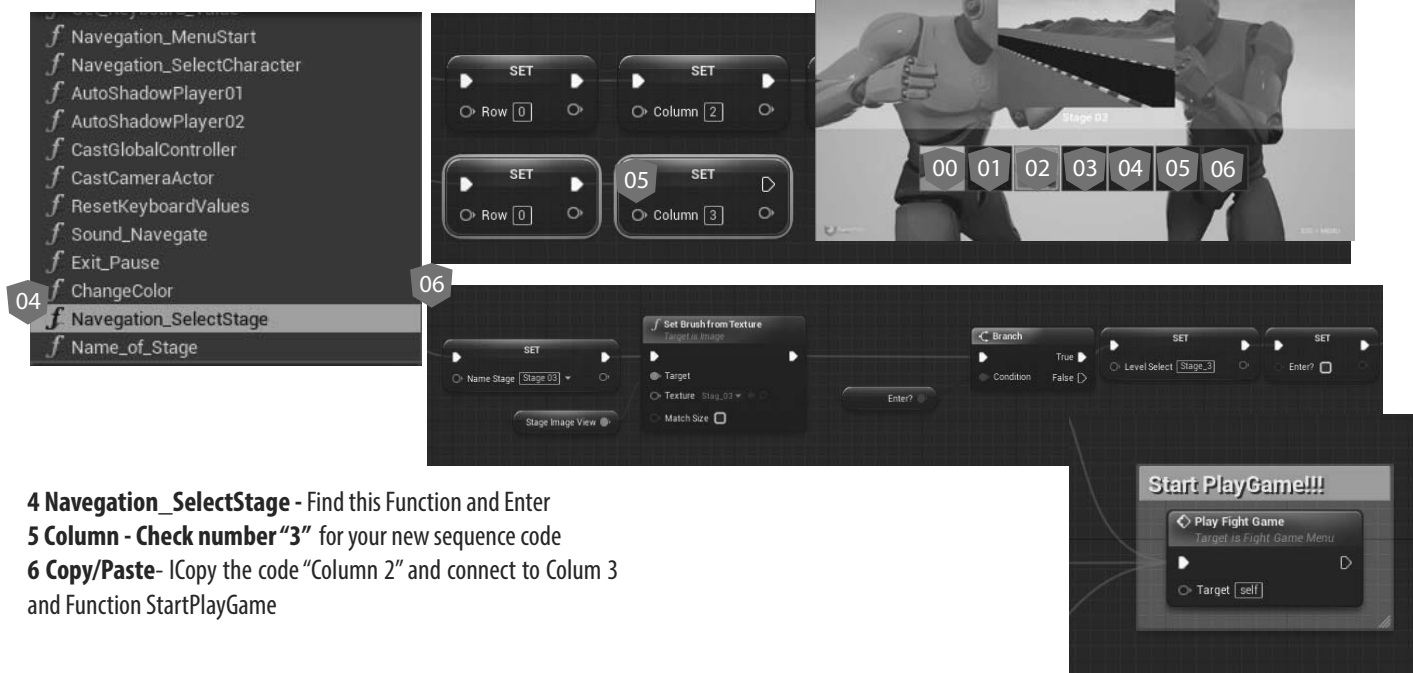 Navegation_MenuStart
Navegation_SelectCharacter
AutoShadowPlayer01
AutoShadowPlayer02
CastGlobalController
CastCameraActor
ResetKeyboardValues
Sound_Navegate
Exit_Pause
ChangeColor
04
Navegation_SelectStage
Name_of_Stage
SET
Row 0
SET
Column 2
SET
Row 0
05
SET
Column 3
Stage 03
00 01 02 03 04 05 06
ESC / MENU
06
SET
Name Stage Stage 03
Stage Image View
f Set Brush from Texture
Target is Image
Target
Texture Stag_03
Match Size
Enter?
Branch
True
Condition False
SET
Level Select Stage_3
SET
Enter?
Start PlayGame!!!
Play Fight Game
Target is Fight Game Menu
Target self
4 Navegation_SelectStage - Find this Function and Enter
5 Column - Check number “3” for your new sequence code
6 Copy/Paste- ICopy the code “Column 2” and connect to Colum 3
and Function StartPlayGame